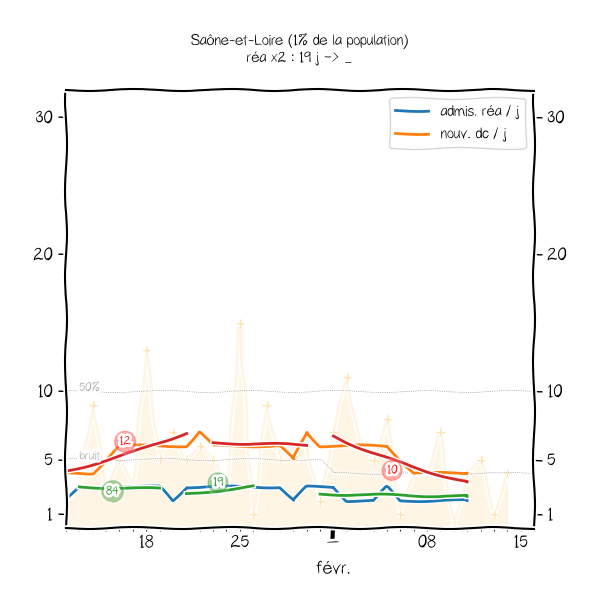 Saône-et-Loire (1% de la population)
réa x2 : 19 j -> _
admis. réa / j
nouv. dc / j
30 30
20 20
10 10
5 5
1 1
50%
bruit
12
84
19
10
18 25 1 08 15
févr.